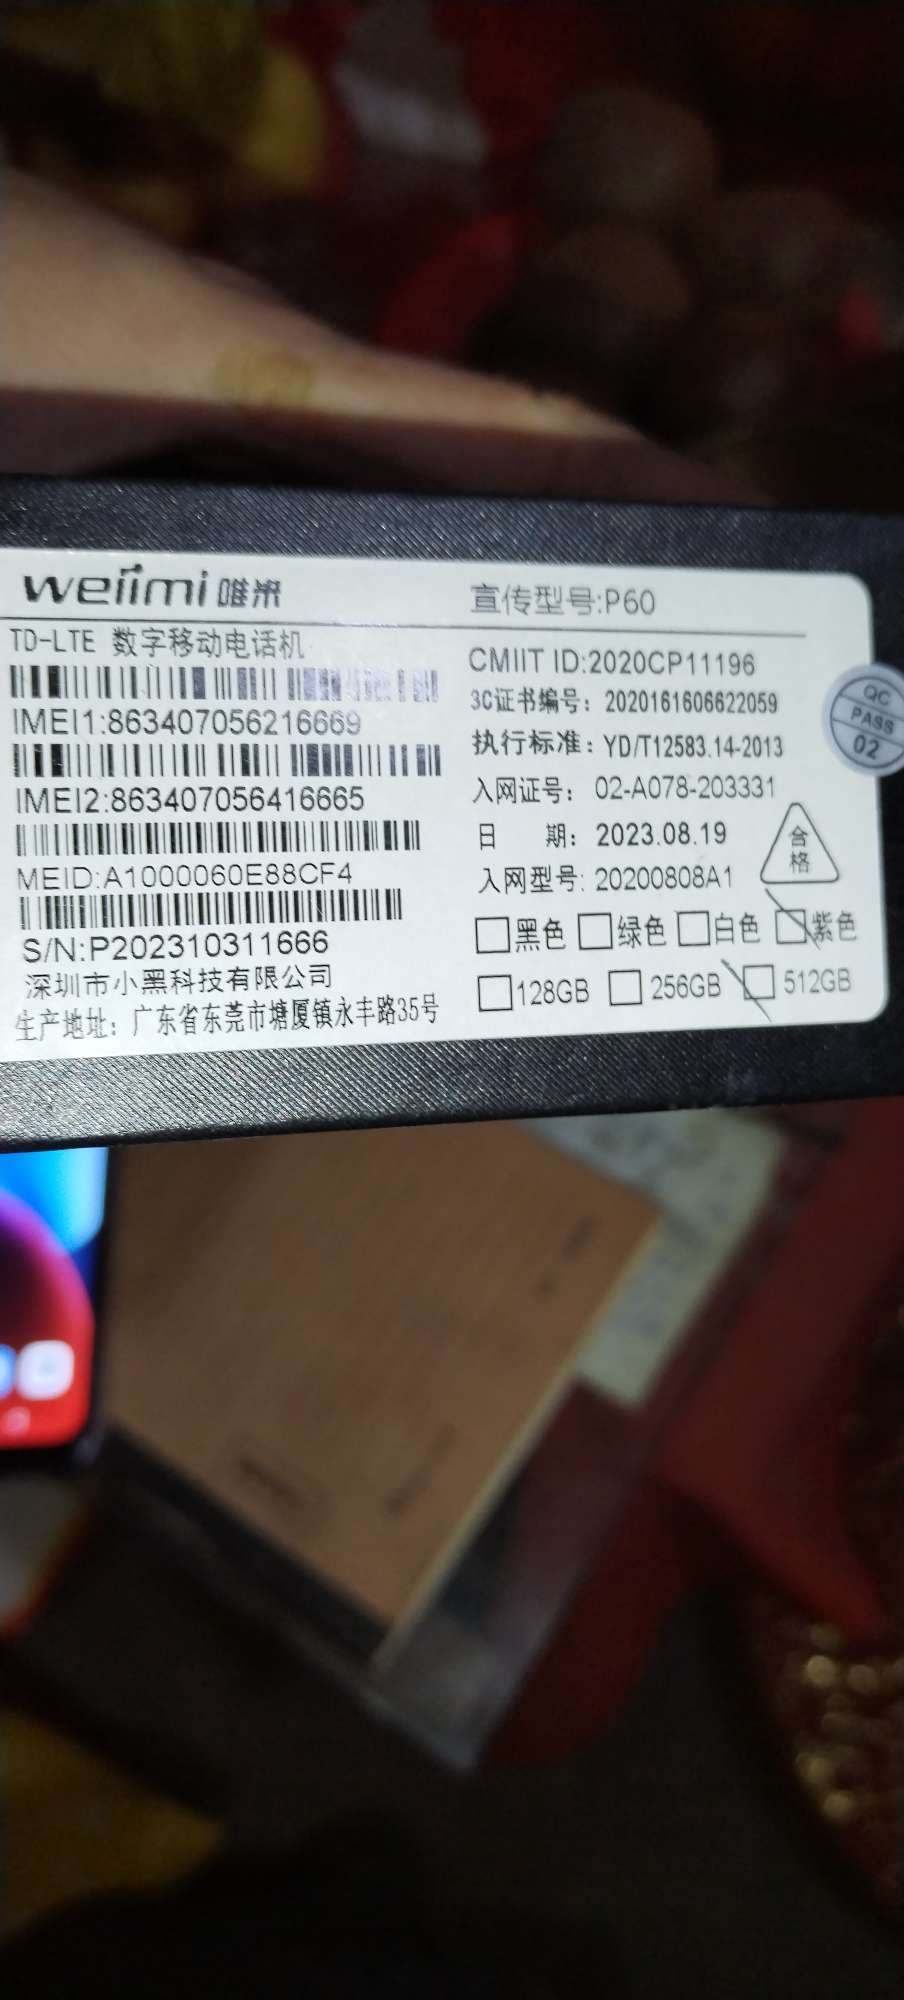 weiimi 唯米
宣传型号:P60
TD-LTE 数字移动电话机
IMEI1:863407056216669
IMEI2:863407056416665
MEID:A1000060E88CF4
S/N:P202310311666
深圳市小黑科技有限公司
生产地址：广东省东莞市塘厦镇永丰路35号
CMIIT ID:2020CP11196
3C证书编号：2020161606622059
执行标准：YD/T12583.14-2013
入网证号：02-A078-203331
日 期：2023.08.19
入网型号:20200808A1
合格
黑色 绿色 白色 紫色
128GB 256GB 512GB
QC
PASS
02